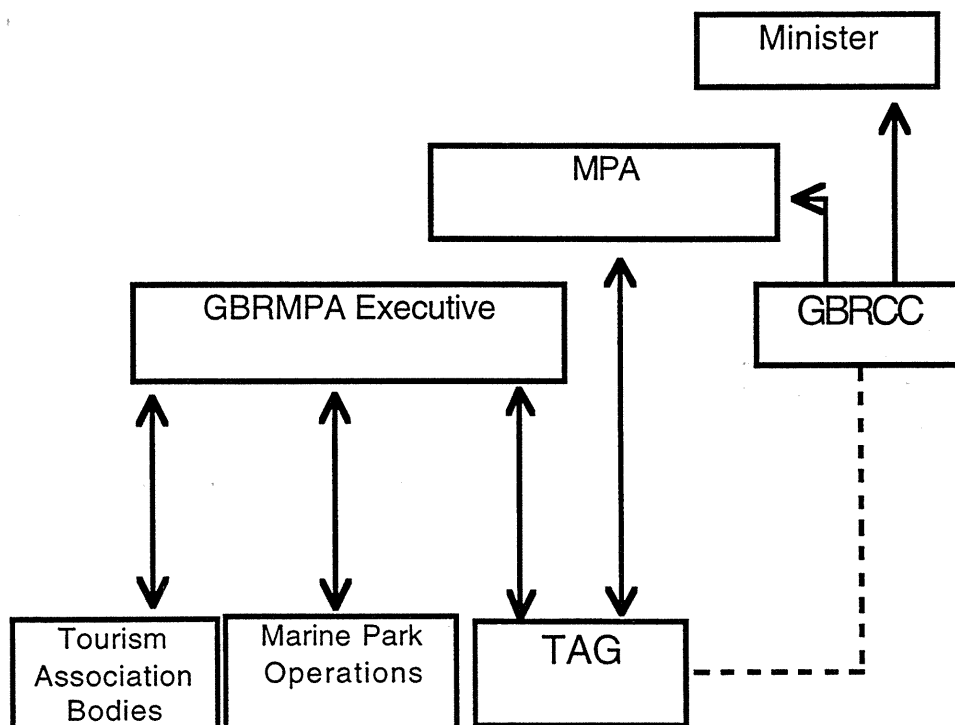 Minister
MPA
GBRMPA Executive
GBRCC
Tourism
Association
Bodies
Marine Park
Operations
TAG